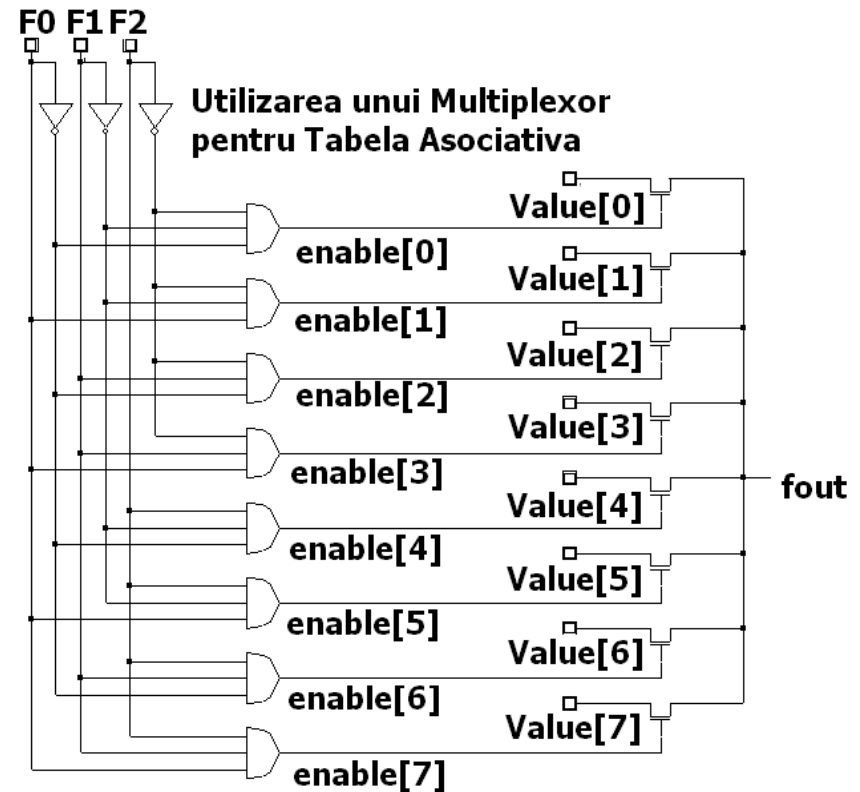 F0 F1 F2
Utilizarea unui Multiplexor
pentru Tabela Asociativa
Value[0]
enable[0]
Value[1]
enable[1]
Value[2]
enable[2]
Value[3]
enable[3]
Value[4]
fout
enable[4]
Value[5]
enable[5]
Value[6]
enable[6]
Value[7]
enable[7]